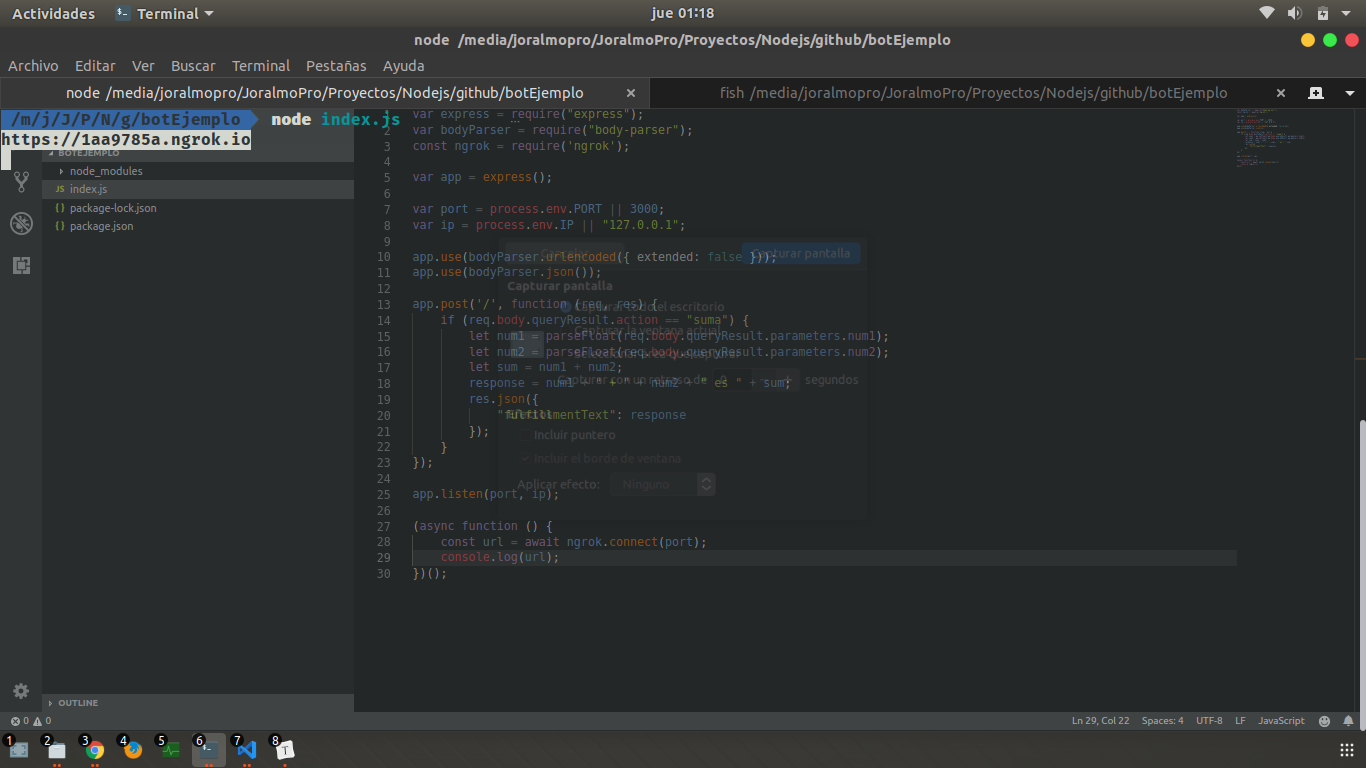 Actividades Terminal jue 01:18
node /media/joralmopro/JoralmoPro/Proyectos/Nodejs/github/botEjemplo
Archivo Editar Ver Buscar Terminal Pestañas Ayuda
node /media/joralmopro/JoralmoPro/Proyectos/Nodejs/github/botEjemplo × fish /media/joralmopro/JoralmoPro/Proyectos/Nodejs/github/botEjemplo ×
/m/j/J/P/N/g/botEjemplo node index.js
https://1aa9785a.ngrok.io
BOTEJEMPLO
node_modules
JS index.js
{} package-lock.json
{} package.json
OUTLINE
1 var express = require("express");
2 var bodyParser = require("body-parser");
3 const ngrok = require('ngrok');
4
5 var app = express();
6
7 var port = process.env.PORT || 3000;
8 var ip = process.env.IP || "127.0.0.1";
9
10 app.use(bodyParser.urlencoded({ extended: false }));
11 app.use(bodyParser.json());
12
13 app.post('/', function (req, res) {
14 if (req.body.queryResult.action == "suma") {
15 let num1 = parseFloat(req.body.queryResult.parameters.num1);
16 let num2 = parseFloat(req.body.queryResult.parameters.num2);
17 let sum = num1 + num2;
18 response = num1 + " + " + num2 + " es " + sum;
19 res.json({
20 "fulfillmentText": response
21 });
22 }
23 });
24
25 app.listen(port, ip);
26
27 (async function () {
28 const url = await ngrok.connect(port);
29 console.log(url);
30 })();
Cancelar Capturar pantalla
Capturar pantalla
Capturar todo el escritorio
Capturar la ventana actual
Seleccionar área que capturar
Capturar con un retraso de 0 - + segundos
Efectos
Incluir puntero
Incluir el borde de ventana
Aplicar efecto: Ninguno
0 0 Ln 29, Col 22 Spaces: 4 UTF-8 LF JavaScript
1 2 3 4 5 6 7 8 T